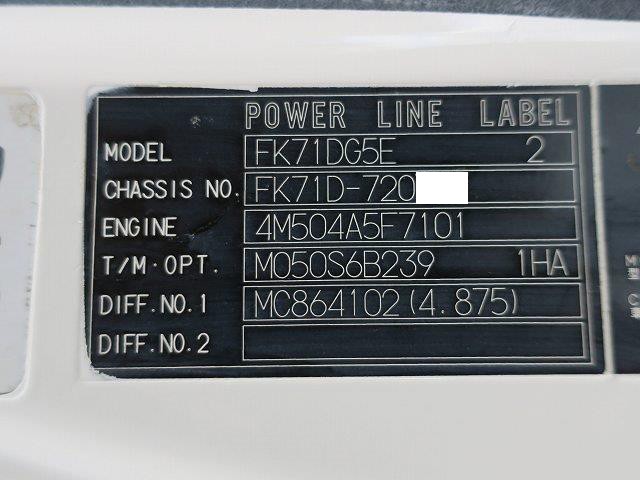 POWER LINE LABEL
MODEL FK71DG5E 2
CHASSIS NO. FK71D-720
ENGINE 4M504A5F7101
T/M·OPT. M050S6B239 1HA
DIFF.NO.1 MC864102(4.875)
DIFF.NO.2